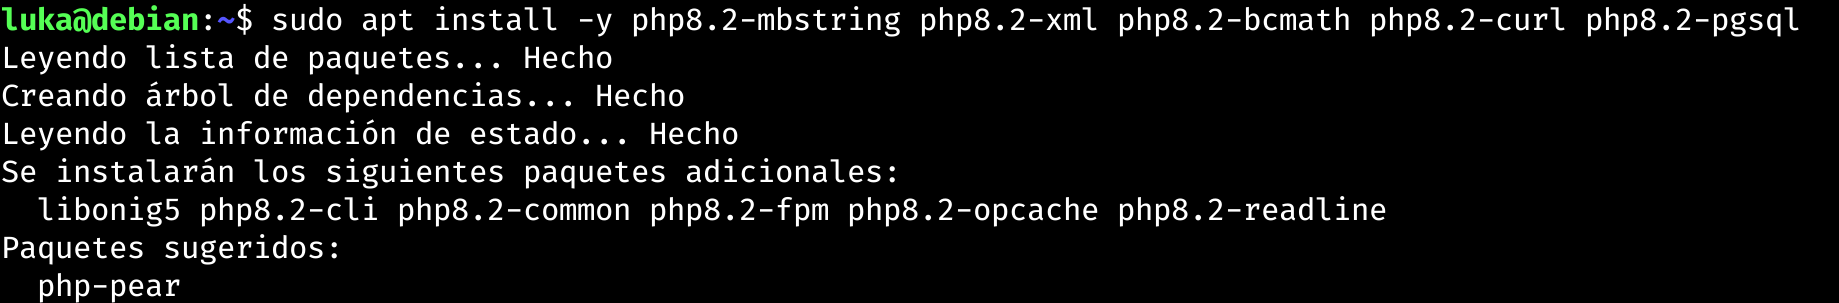 luka@debian:~$ sudo apt install -y php8.2-mbstring php8.2-xml php8.2-bcmath php8.2-curl php8.2-pgsql
Leyendo lista de paquetes... Hecho
Creando árbol de dependencias... Hecho
Leyendo la información de estado... Hecho
Se instalarán los siguientes paquetes adicionales:
  libonig5 php8.2-cli php8.2-common php8.2-fpm php8.2-opcache php8.2-readline
Paquetes sugeridos:
  php-pear